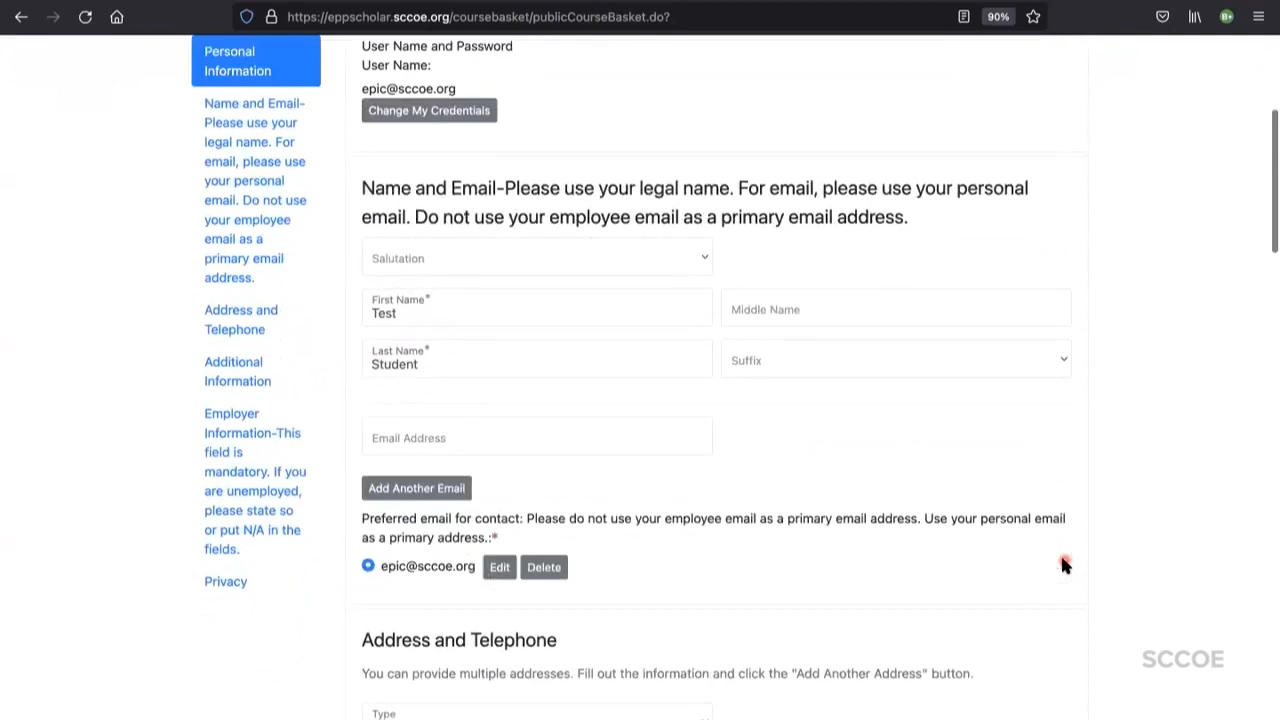 https://eppscholar.sccoe.org/coursebasket/publicCourseBasket.do?
90%
Personal
Information
Name and Email-
Please use your
legal name. For
email, please use
your personal
email. Do not use
your employee
email as a
primary email
address.
Address and
Telephone
Additional
Information
Employer
Information-This
field is
mandatory. If you
are unemployed,
please state so
or put N/A in the
fields.
Privacy
User Name and Password
User Name:
epic@sccoe.org
Change My Credentials
Name and Email-Please use your legal name. For email, please use your personal
email. Do not use your employee email as a primary email address.
Salutation
First Name*
Test
Middle Name
Last Name*
Student
Suffix
Email Address
Add Another Email
Preferred email for contact: Please do not use your employee email as a primary email address. Use your personal email
as a primary address.:*
epic@sccoe.org Edit Delete
Address and Telephone
You can provide multiple addresses. Fill out the information and click the "Add Another Address" button.
Type
SCCOE